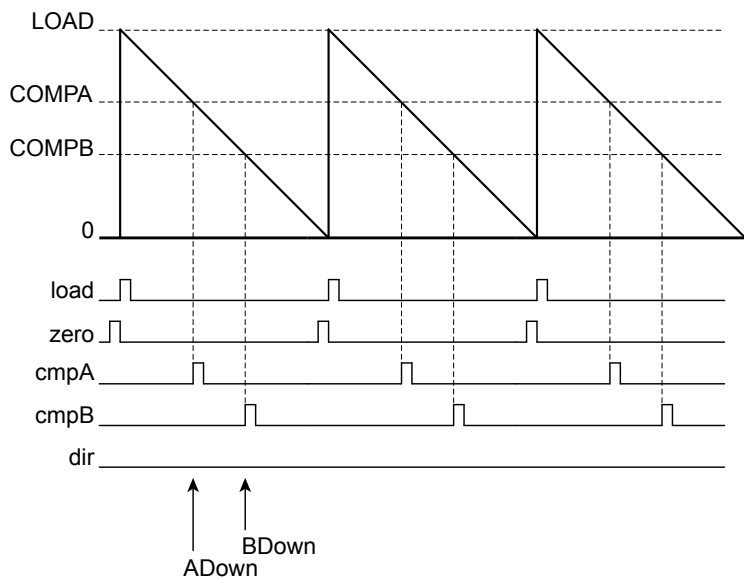 LOAD
COMPA
COMPB
0
load
zero
cmpA
cmpB
dir
BDown
ADown